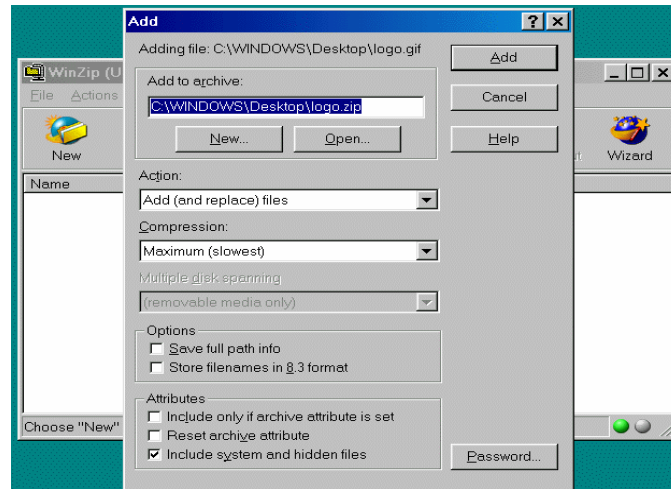 Add
Adding file: C:\WINDOWS\Desktop\logo.gif
Add
WinZip (U
Add to archive:
File Actions
C:\WINDOWS\Desktop\logo.zip
Cancel
New... Open...
Help
New
Wizard
Name
Action:
Add (and replace) files
Compression:
Maximum (slowest)
Multiple disk spanning
(removable media only)
Options
Save full path info
Store filenames in 8.3 format
Attributes
Include only if archive attribute is set
Choose "New"
Reset archive attribute
Include system and hidden files
Password...